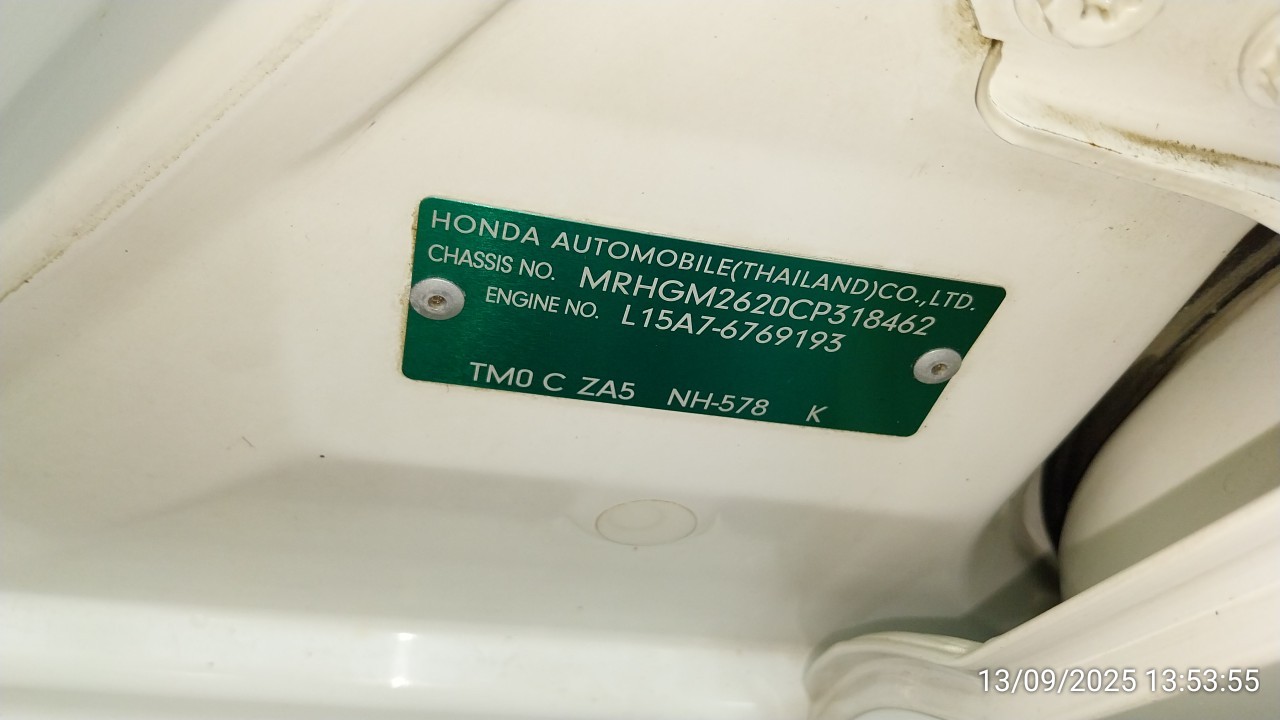 HONDA AUTOMOBILE(THAILAND)CO.,LTD.
CHASSIS NO. MRHGM2620CP318462
ENGINE NO. L15A7-6769193
TM0 C ZA5 NH-578 K
13/09/2025 13:53:55